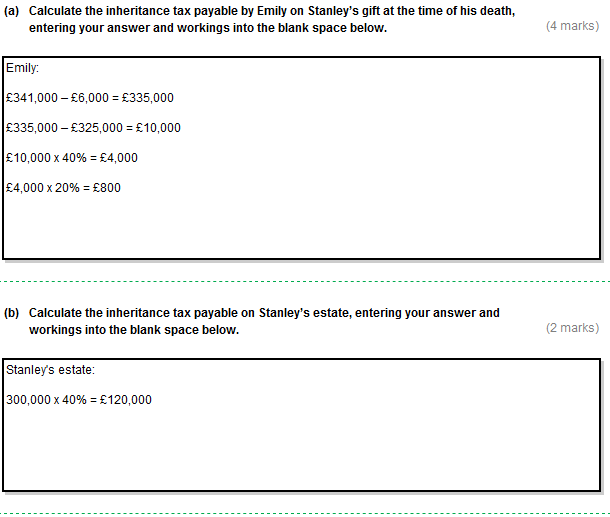 (a) Calculate the inheritance tax payable by Emily on Stanley's gift at the time of his death,
entering your answer and workings into the blank space below.
(4 marks)
Emily:
£341,000 – £6,000 = £335,000
£335,000 – £325,000 = £10,000
£10,000 x 40% = £4,000
£4,000 x 20% = £800
(b) Calculate the inheritance tax payable on Stanley's estate, entering your answer and
workings into the blank space below.
(2 marks)
Stanley's estate:
300,000 x 40% = £120,000